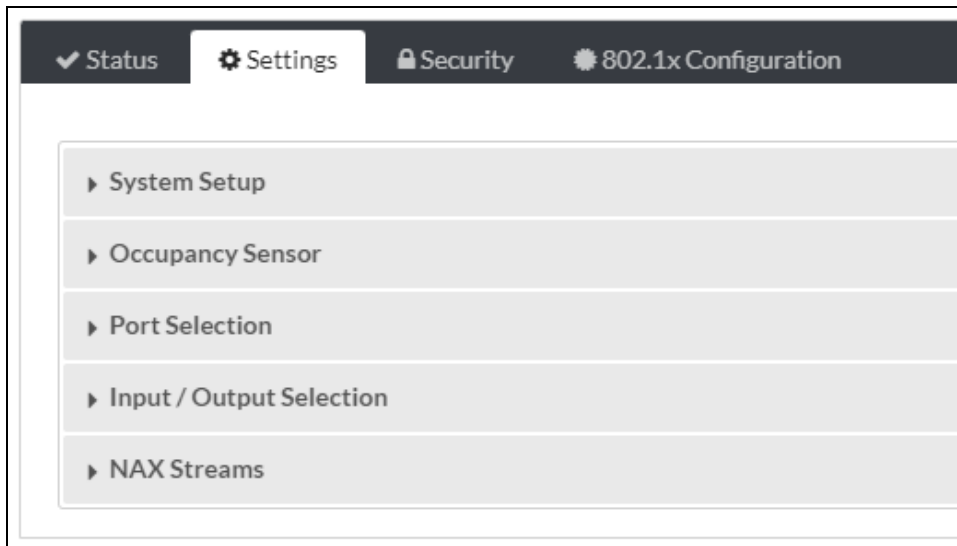 Status Settings Security 802.1x Configuration
System Setup
Occupancy Sensor
Port Selection
Input / Output Selection
NAX Streams